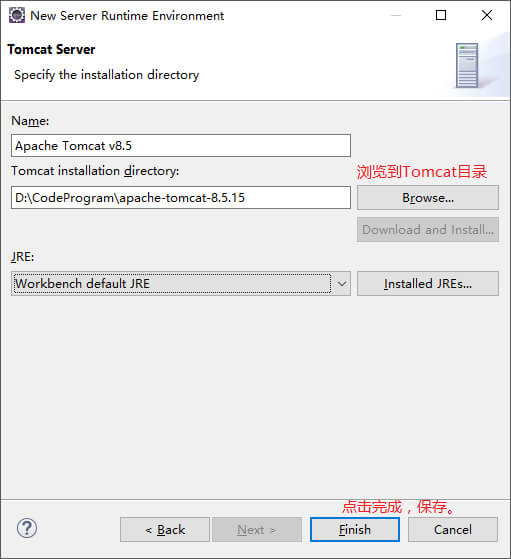 New Server Runtime Environment
Tomcat Server
Specify the installation directory
Name:
Apache Tomcat v8.5
Tomcat installation directory:
浏览到Tomcat目录
D:\CodeProgram\apache-tomcat-8.5.15
Browse...
Download and Install...
JRE:
Workbench default JRE
Installed JREs...
点击完成，保存。
?
< Back
Next >
Finish
Cancel